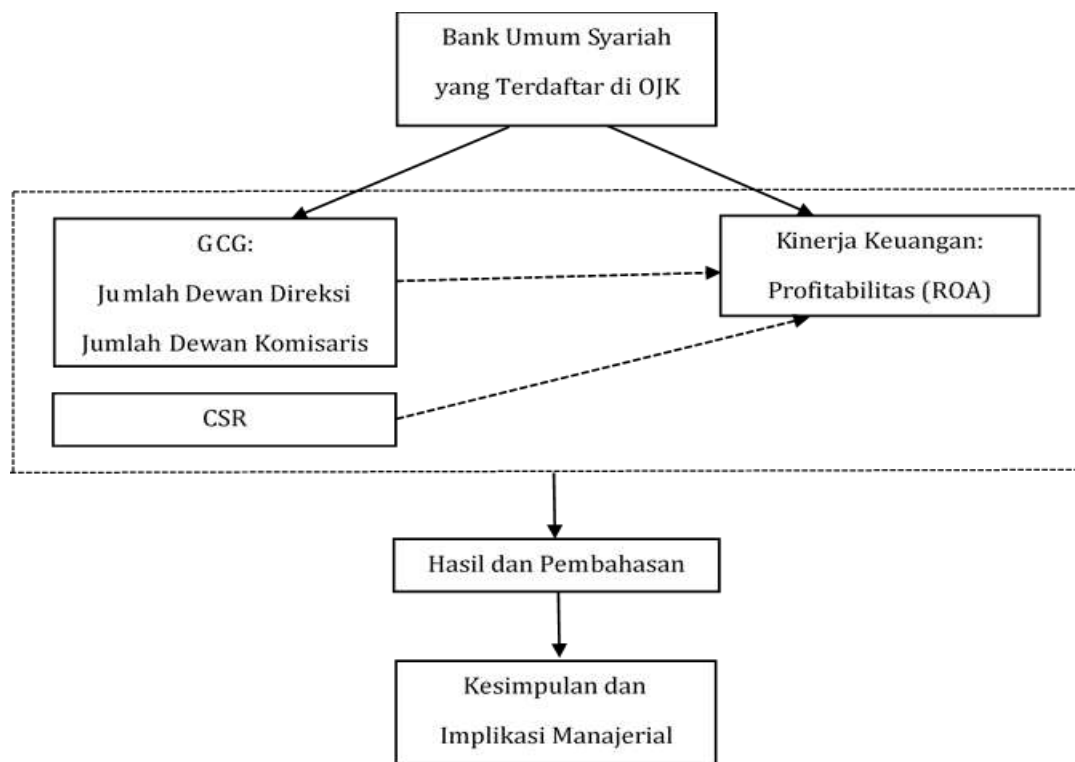 Bank Umum Syariah
yang Terdaftar di OJK
GCG:
Jumlah Dewan Direksi
Jumlah Dewan Komisaris
Kinerja Keuangan:
Profitabilitas (ROA)
CSR
Hasil dan Pembahasan
Kesimpulan dan
Implikasi Manajerial